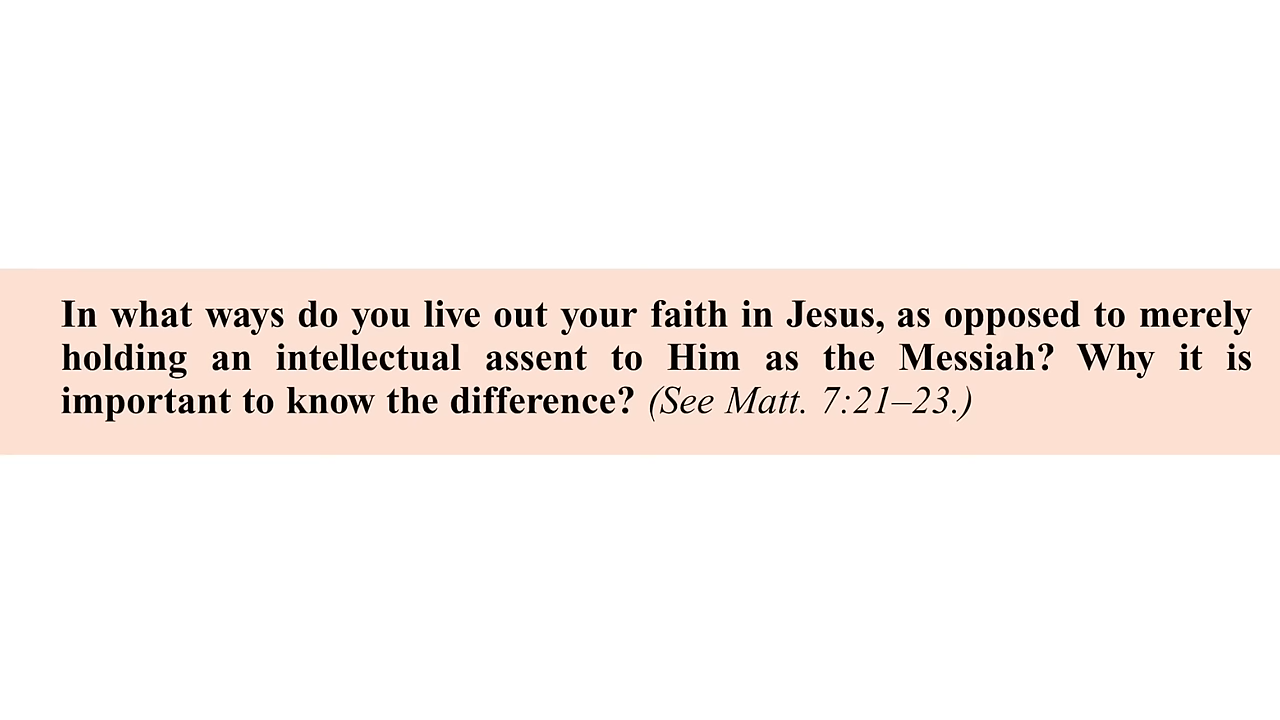 In what ways do you live out your faith in Jesus, as opposed to merely
holding an intellectual assent to Him as the Messiah? Why it is
important to know the difference? (See Matt. 7:21–23.)